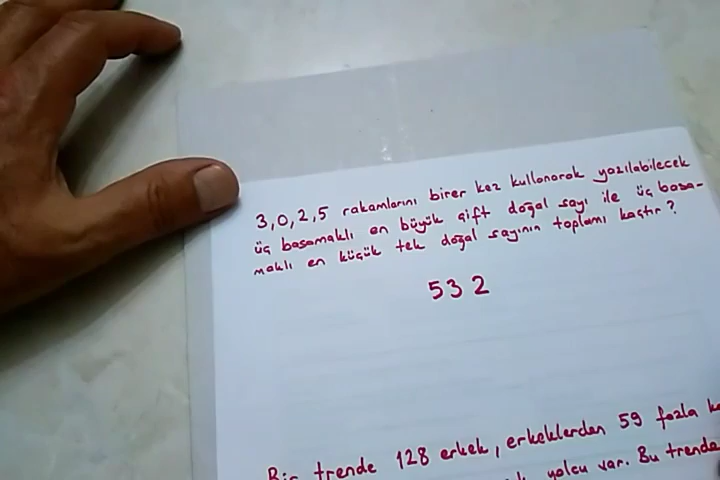 3,0,2,5 rakamlarını birer kez kullanarak yazılabilecek
üç basamaklı en büyük çift doğal sayı ile üç basa-
maklı en küçük tek doğal sayının toplamı kaçtır?
532
Bir trende 128 erkek, erkeklerden 59 fazla
yolcu var. Bu trende